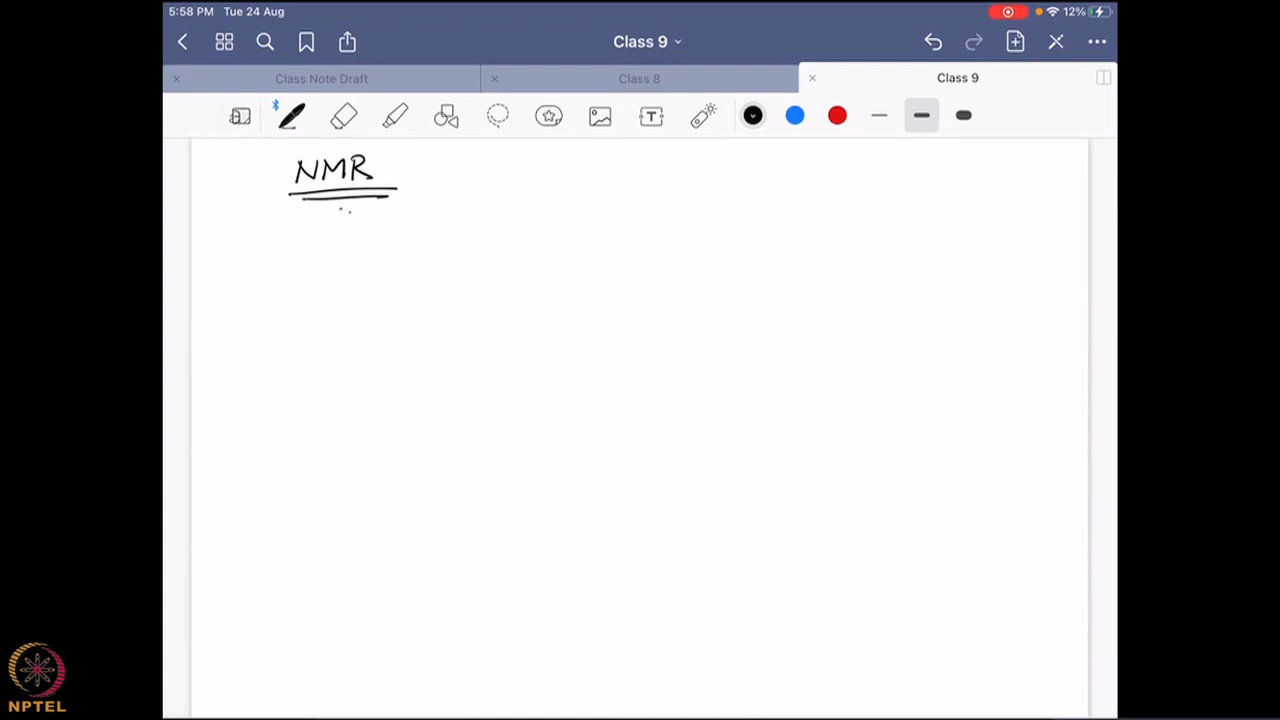 5:58 PM Tue 24 Aug 12%
Class 9
Class Note Draft Class 8 Class 9
T
NMR
NPTEL